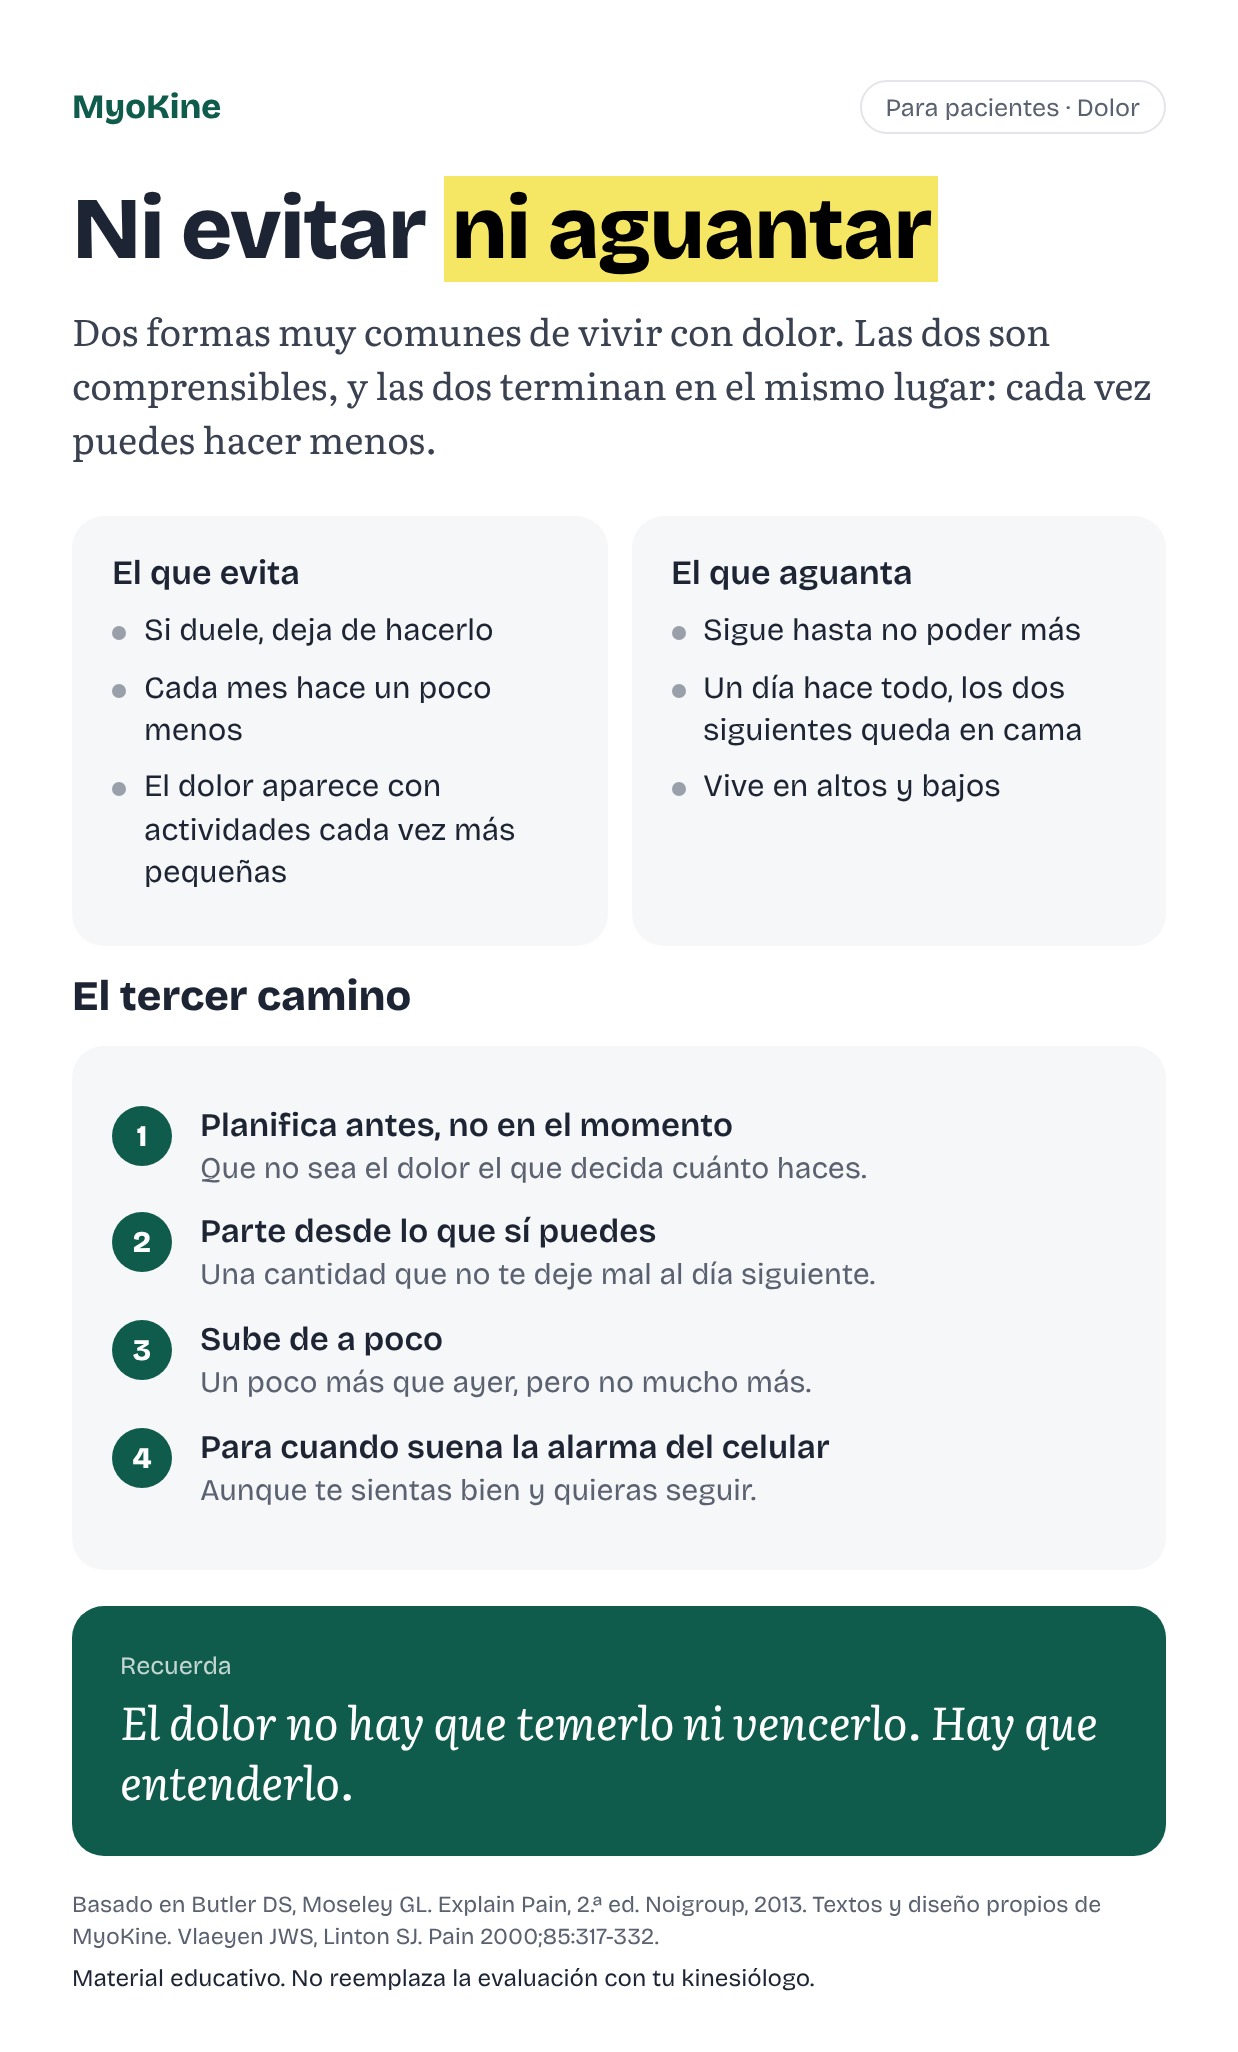 MyoKine
Para pacientes · Dolor
Ni evitar ni aguantar
Dos formas muy comunes de vivir con dolor. Las dos son
comprensibles, y las dos terminan en el mismo lugar: cada vez
puedes hacer menos.
El que evita
Si duele, deja de hacerlo
Cada mes hace un poco
menos
El dolor aparece con
actividades cada vez más
pequeñas
El que aguanta
Sigue hasta no poder más
Un día hace todo, los dos
siguientes queda en cama
Vive en altos y bajos
El tercer camino
1
Planifica antes, no en el momento
Que no sea el dolor el que decida cuánto haces.
2
Parte desde lo que sí puedes
Una cantidad que no te deje mal al día siguiente.
3
Sube de a poco
Un poco más que ayer, pero no mucho más.
4
Para cuando suena la alarma del celular
Aunque te sientas bien y quieras seguir.
Recuerda
El dolor no hay que temerlo ni vencerlo. Hay que
entenderlo.
Basado en Butler DS, Moseley GL. Explain Pain, 2.ª ed. Noigroup, 2013. Textos y diseño propios de
MyoKine. Vlaeyen JWS, Linton SJ. Pain 2000;85:317-332.
Material educativo. No reemplaza la evaluación con tu kinesiólogo.